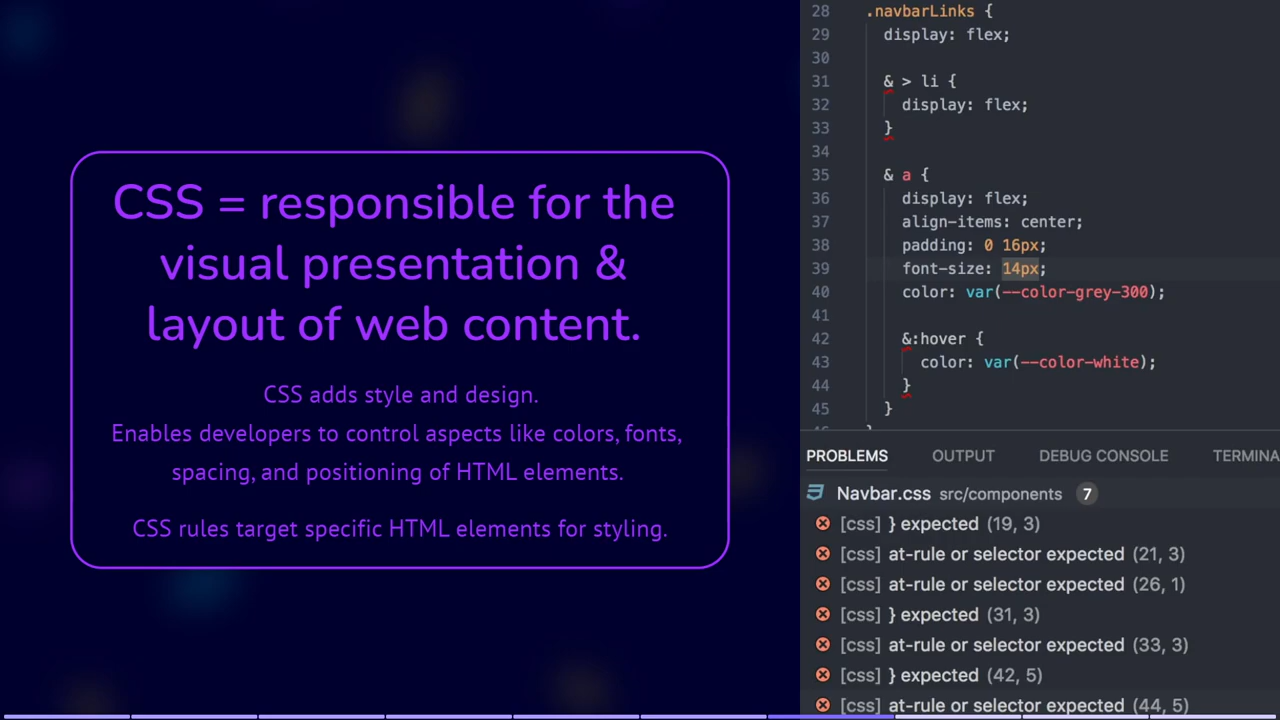 CSS = responsible for the
visual presentation &
layout of web content.
CSS adds style and design.
Enables developers to control aspects like colors, fonts,
spacing, and positioning of HTML elements.
CSS rules target specific HTML elements for styling.
28 .navbarLinks {
29 display: flex;
30
31 & > li {
32 display: flex;
33 }
34
35 & a {
36 display: flex;
37 align-items: center;
38 padding: 0 16px;
39 font-size: 14px;
40 color: var(--color-grey-300);
41
42 &:hover {
43 color: var(--color-white);
44 }
45 }
PROBLEMS OUTPUT DEBUG CONSOLE TERMINA
Navbar.css src/components 7
[css] } expected (19, 3)
[css] at-rule or selector expected (21, 3)
[css] at-rule or selector expected (26, 1)
[css] } expected (31, 3)
[css] at-rule or selector expected (33, 3)
[css] } expected (42, 5)
[css] at-rule or selector expected (44, 5)